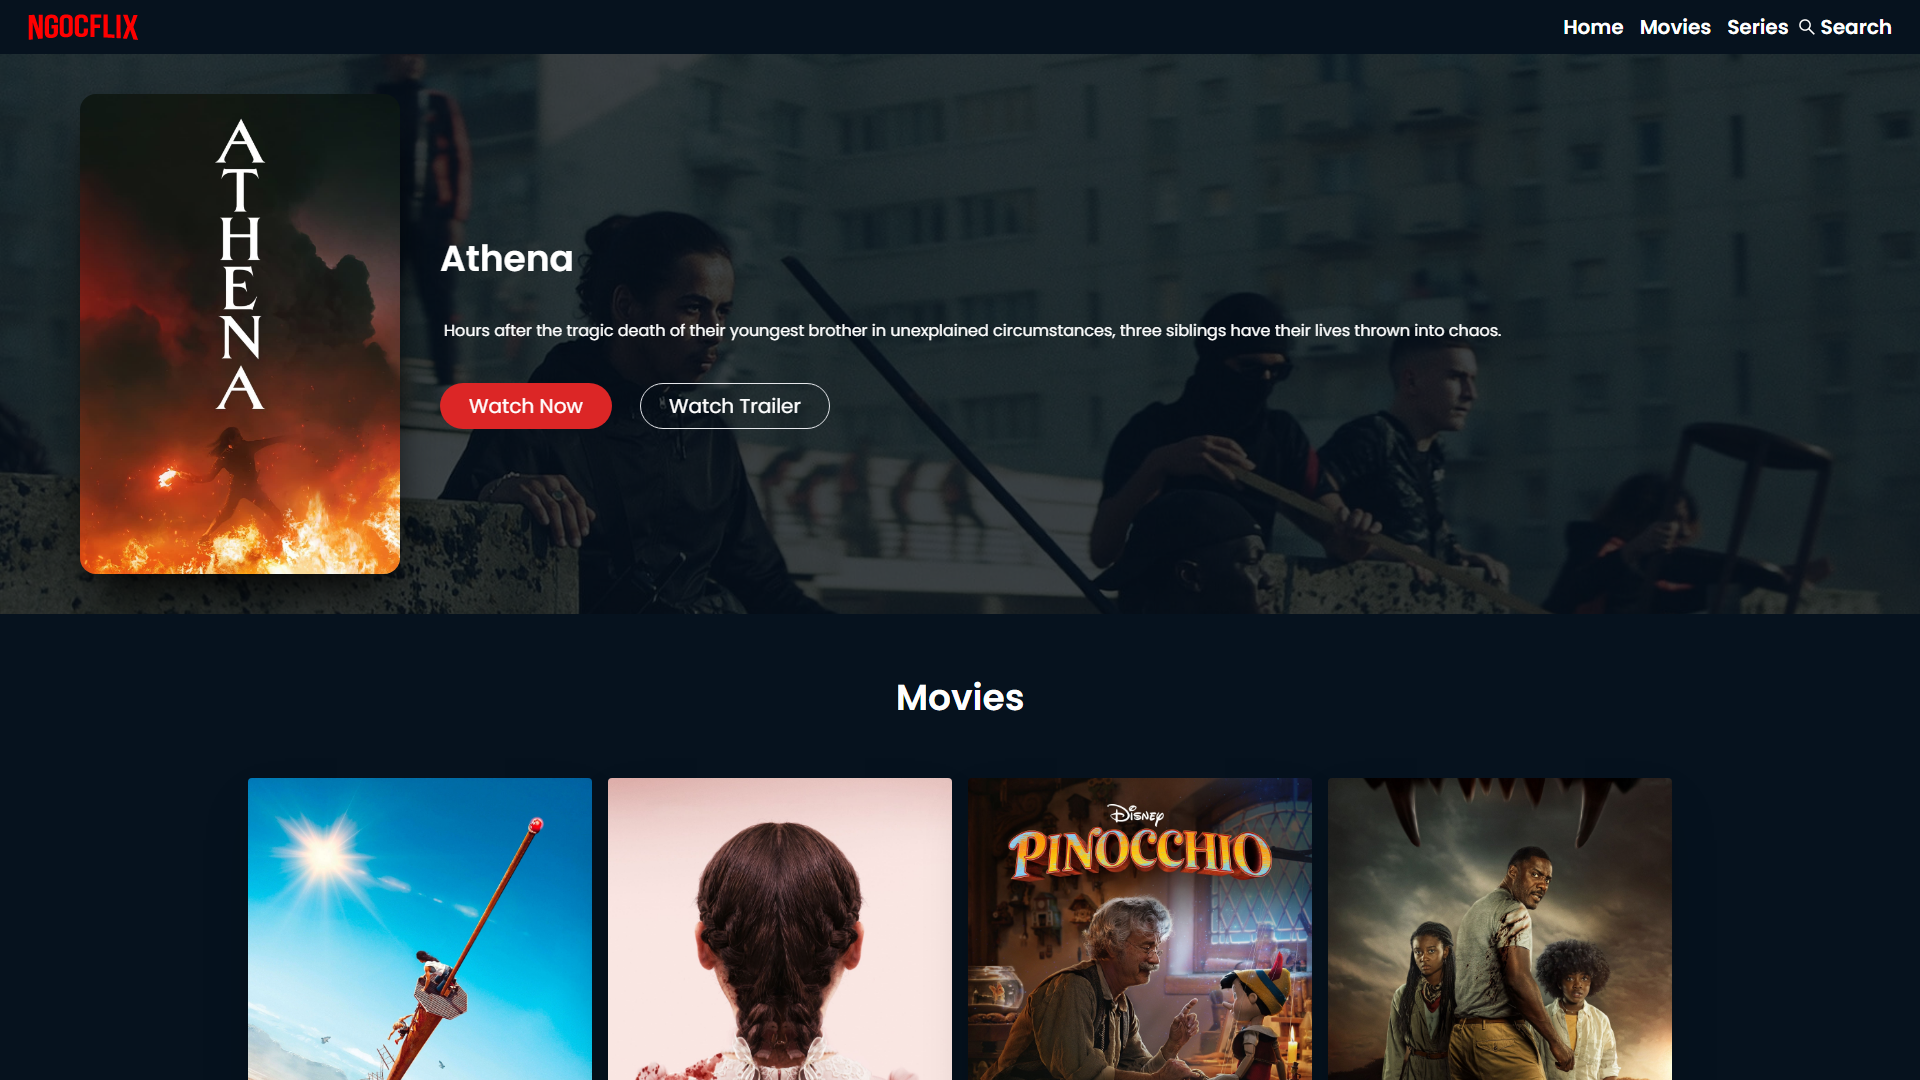 NGOCFLIX
Home Movies Series Search
ATHENA
Athena
Hours after the tragic death of their youngest brother in unexplained circumstances, three siblings have their lives thrown into chaos.
Watch Now Watch Trailer
Movies
Disney
PINOCCHIO